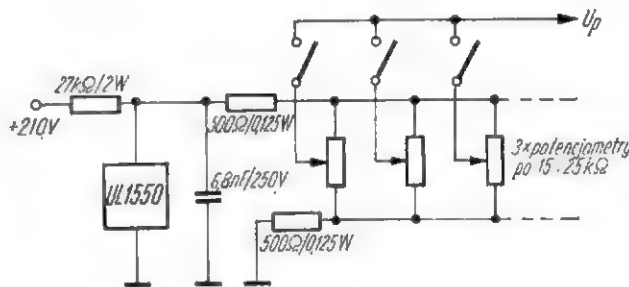 Up
27kΩ/2W
+210V
500Ω/0,125W
UL1550
6,8nF/250V
3×potencjometry
po 15·25kΩ
500Ω/0,125W